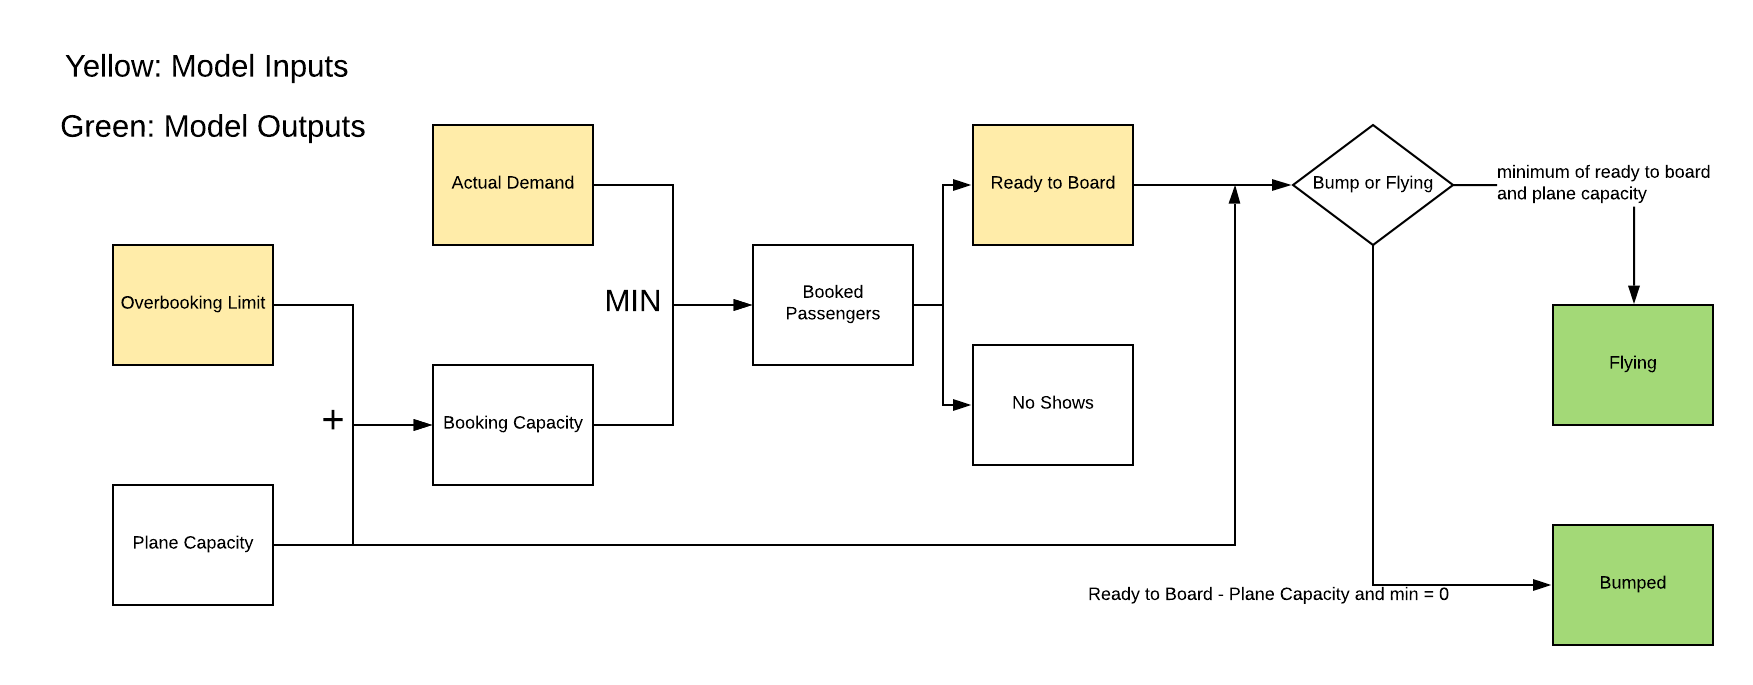 Yellow: Model Inputs
Green: Model Outputs
Actual Demand
Ready to Board
Bump or Flying
minimum of ready to board
and plane capacity
Overbooking Limit
MIN
Booked
Passengers
Flying
+
Booking Capacity
No Shows
Plane Capacity
Ready to Board - Plane Capacity and min = 0
Bumped